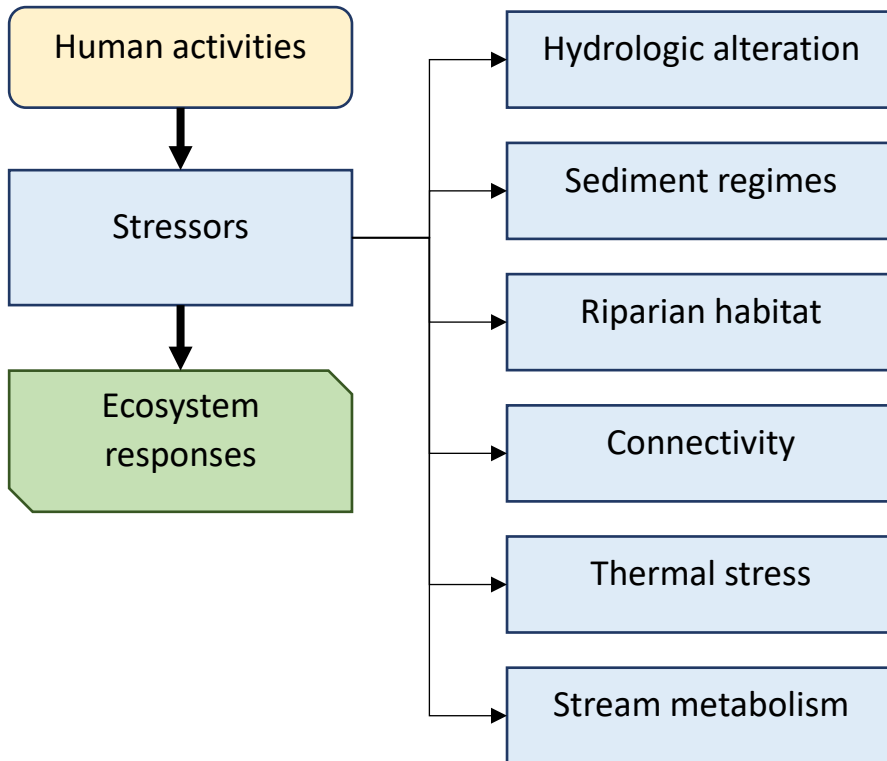 Human activities
Stressors
Ecosystem
responses
Hydrologic alteration
Sediment regimes
Riparian habitat
Connectivity
Thermal stress
Stream metabolism